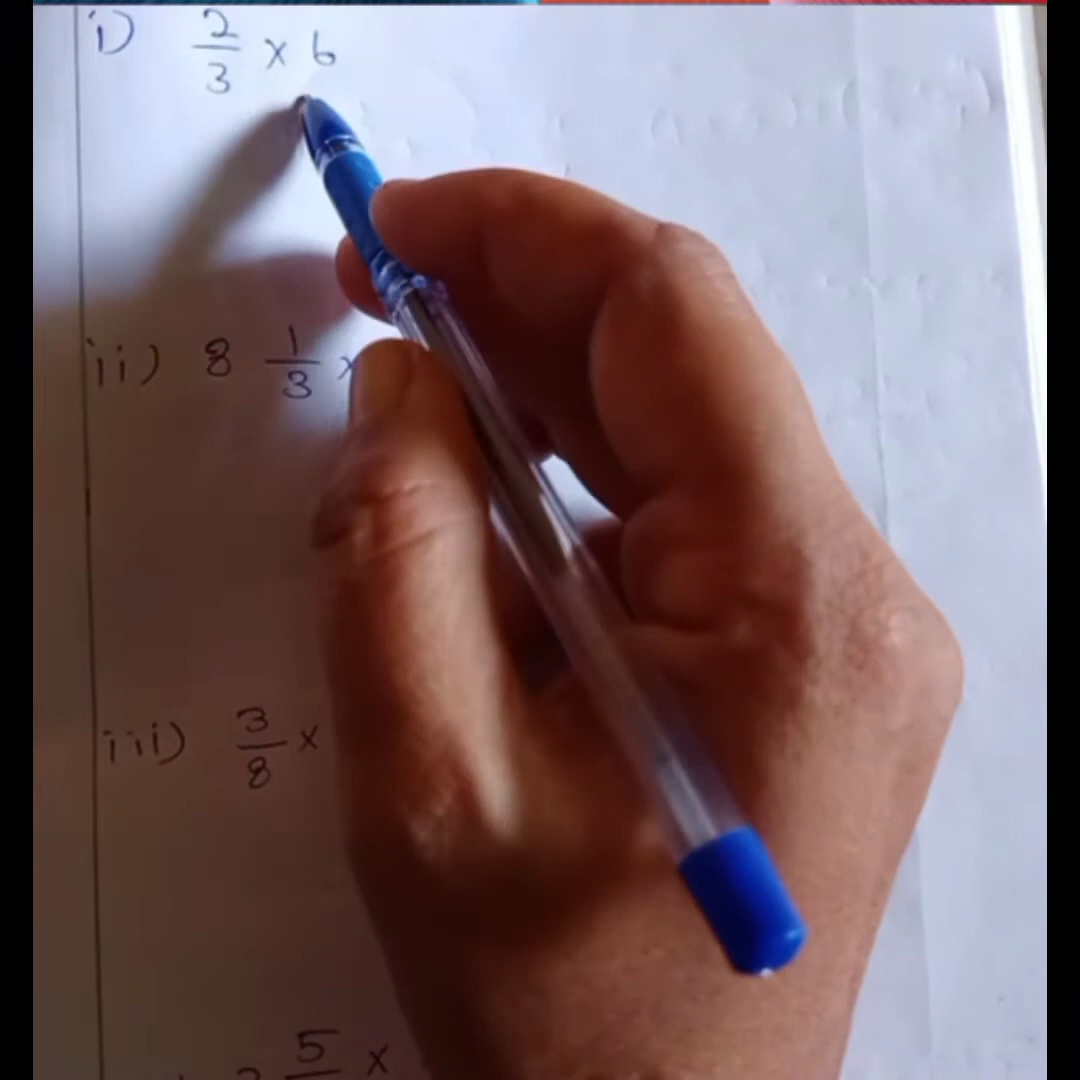 i) 2/3 × 6
ii) 8 1/3 ×
iii) 3/8 ×
5 ×